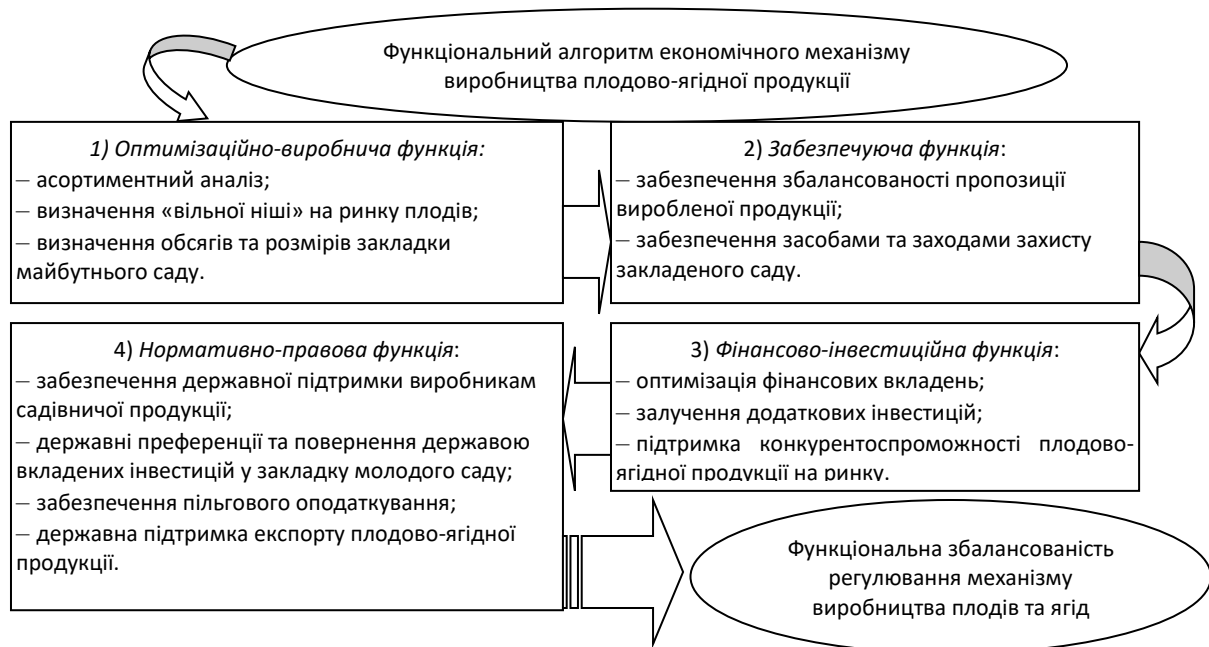 Функціональний алгоритм економічного механізму
виробництва плодово-ягідної продукції
1) Оптимізаційно-виробнича функція:
– асортиментний аналіз;
– визначення «вільної ніші» на ринку плодів;
– визначення обсягів та розмірів закладки
майбутнього саду.
2) Забезпечуюча функція:
– забезпечення збалансованості пропозиції
виробленої продукції;
– забезпечення засобами та заходами захисту
закладеного саду.
3) Фінансово-інвестиційна функція:
– оптимізація фінансових вкладень;
– залучення додаткових інвестицій;
– підтримка конкурентоспроможності плодово-
ягідної продукції на ринку.
4) Нормативно-правова функція:
– забезпечення державної підтримки виробникам
садівничої продукції;
– державні преференції та повернення державою
вкладених інвестицій у закладку молодого саду;
– забезпечення пільгового оподаткування;
– державна підтримка експорту плодово-ягідної
продукції.
Функціональна збалансованість
регулювання механізму
виробництва плодів та ягід